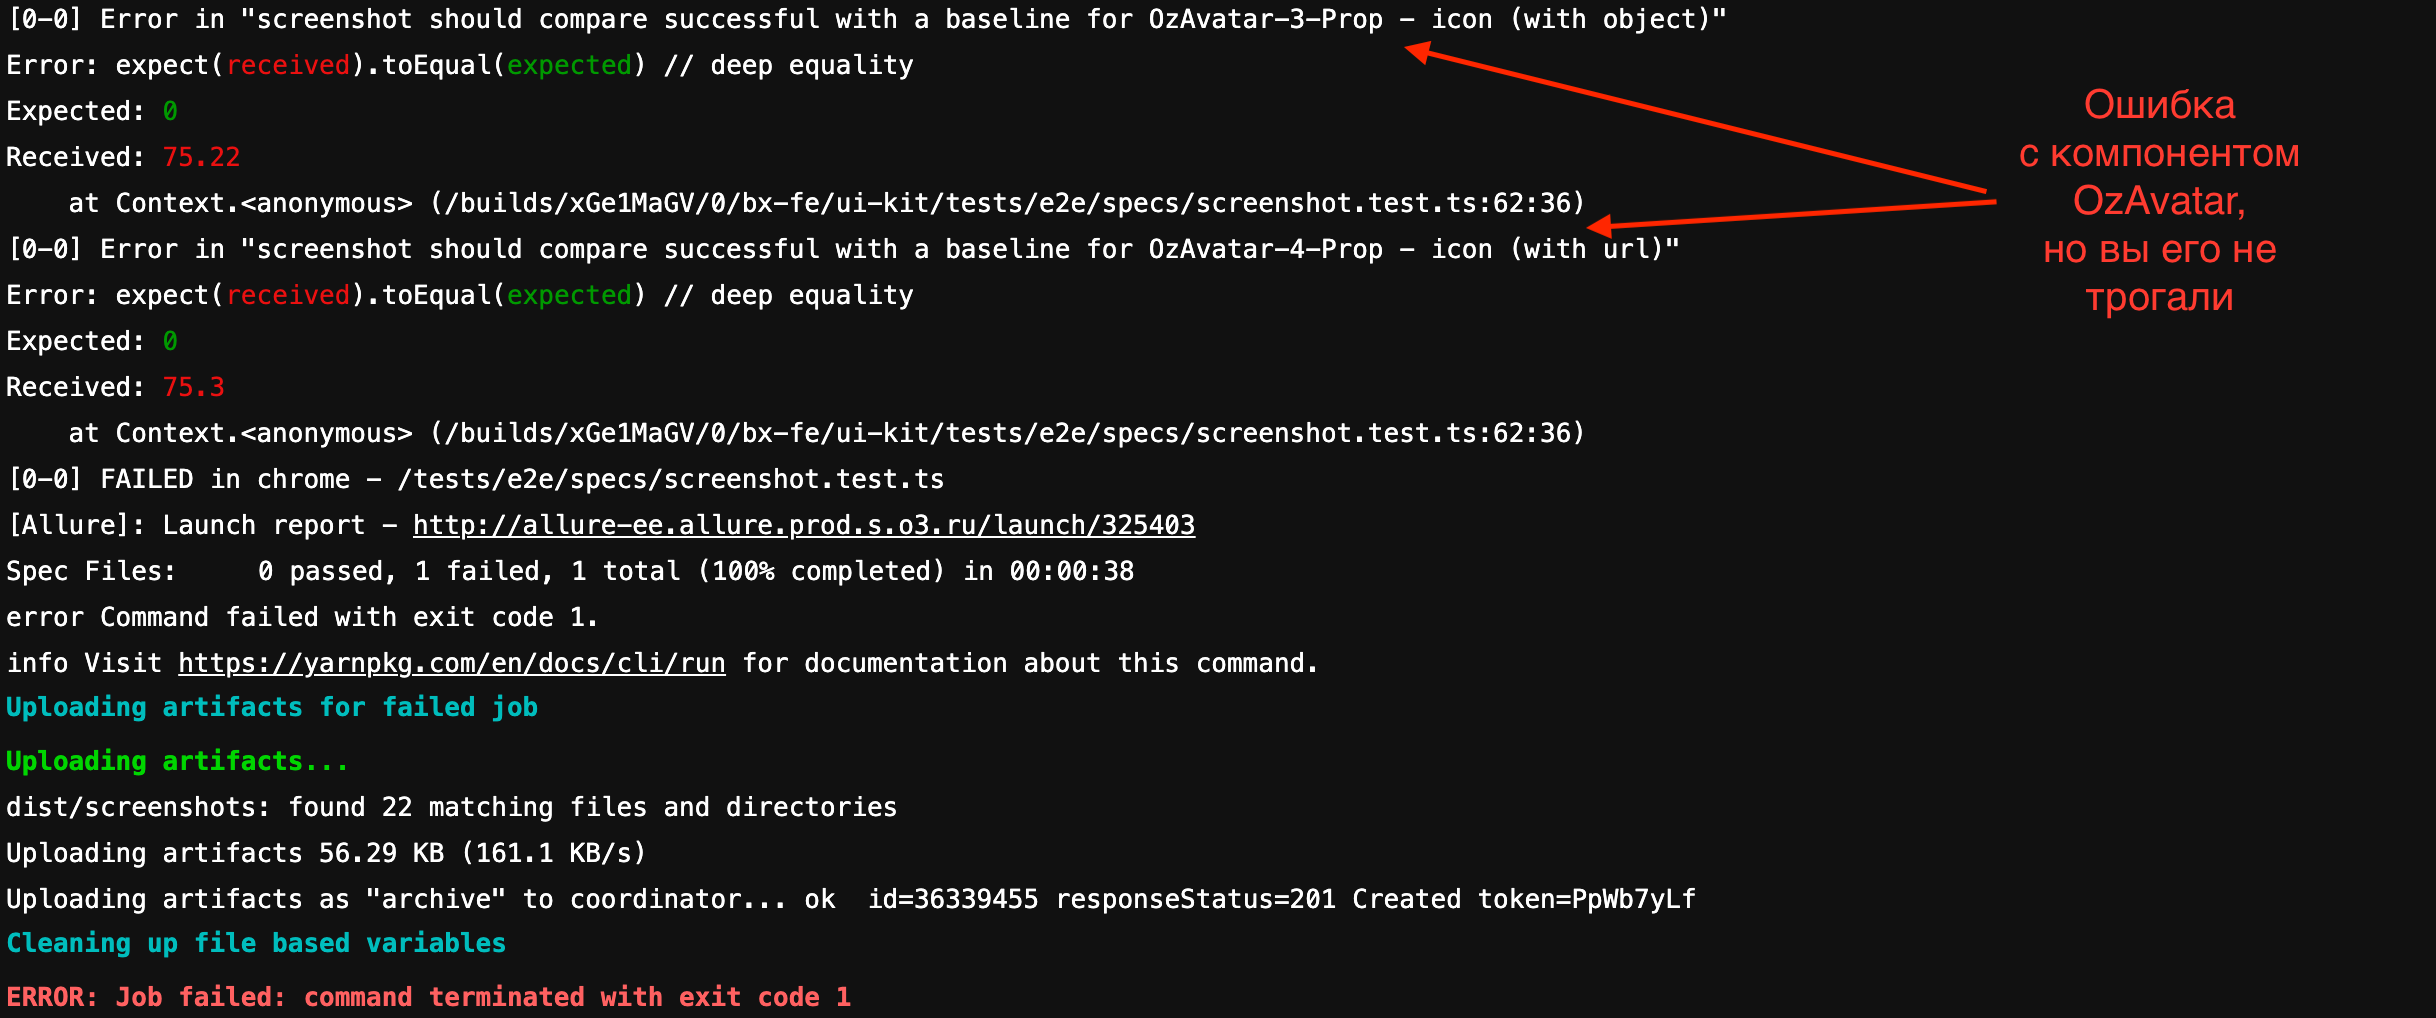 [0-0] Error in "screenshot should compare successful with a baseline for OzAvatar-3-Prop - icon (with object)"
Error: expect(received).toEqual(expected) // deep equality
Expected: 0
Received: 75.22
    at Context.<anonymous> (/builds/xGe1MaGV/0/bx-fe/ui-kit/tests/e2e/specs/screenshot.test.ts:62:36)
[0-0] Error in "screenshot should compare successful with a baseline for OzAvatar-4-Prop - icon (with url)"
Error: expect(received).toEqual(expected) // deep equality
Expected: 0
Received: 75.3
    at Context.<anonymous> (/builds/xGe1MaGV/0/bx-fe/ui-kit/tests/e2e/specs/screenshot.test.ts:62:36)
[0-0] FAILED in chrome - /tests/e2e/specs/screenshot.test.ts
[Allure]: Launch report - http://allure-ee.allure.prod.s.o3.ru/launch/325403
Spec Files:     0 passed, 1 failed, 1 total (100% completed) in 00:00:38
error Command failed with exit code 1.
info Visit https://yarnpkg.com/en/docs/cli/run for documentation about this command.
Uploading artifacts for failed job
Uploading artifacts...
dist/screenshots: found 22 matching files and directories
Uploading artifacts 56.29 KB (161.1 KB/s)
Uploading artifacts as "archive" to coordinator... ok  id=36339455 responseStatus=201 Created token=PpWb7yLf
Cleaning up file based variables
ERROR: Job failed: command terminated with exit code 1
Ошибка
с компонентом
OzAvatar,
но вы его не
трогали